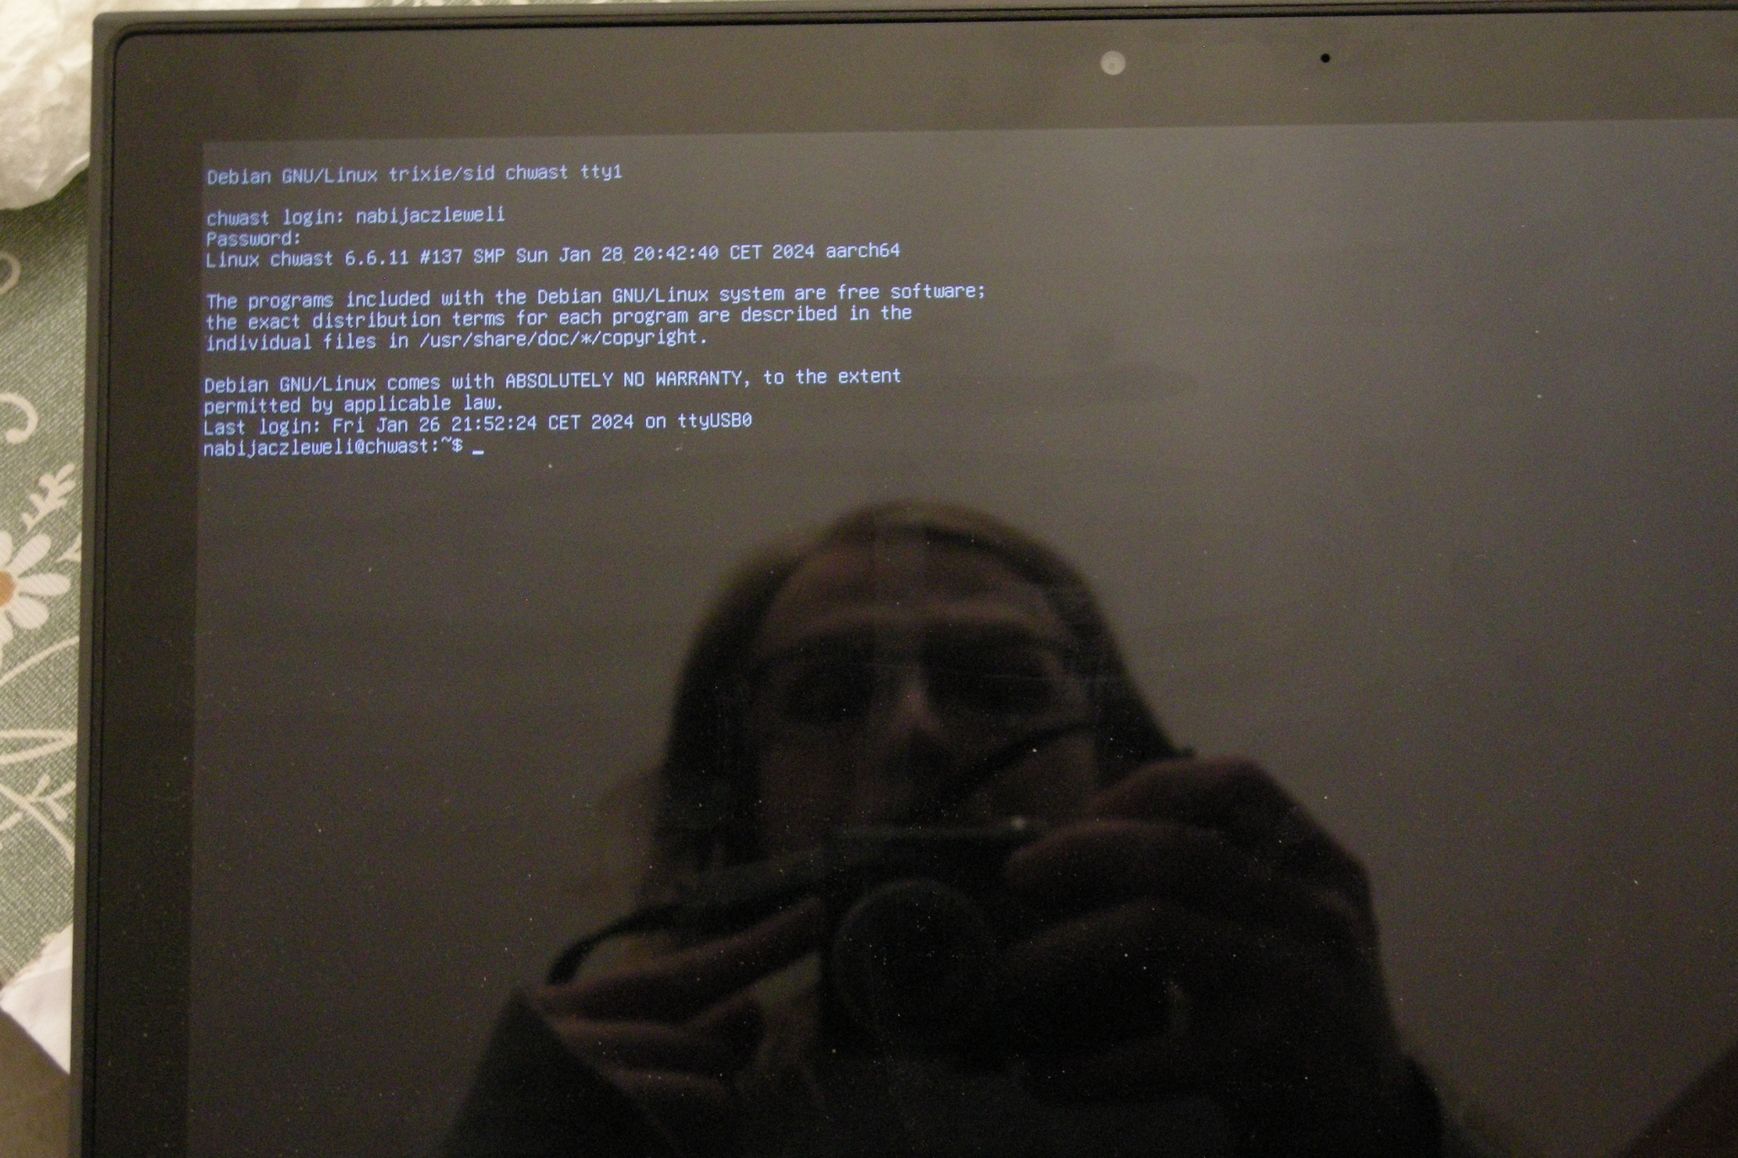 Debian GNU/Linux trixie/sid chwast tty1
chwast login: nabijaczleweli
Password:
Linux chwast 6.6.11 #137 SMP Sun Jan 28 20:42:40 CET 2024 aarch64
The programs included with the Debian GNU/Linux system are free software;
the exact distribution terms for each program are described in the
individual files in /usr/share/doc/*/copyright.
Debian GNU/Linux comes with ABSOLUTELY NO WARRANTY, to the extent
permitted by applicable law.
Last login: Fri Jan 26 21:52:24 CET 2024 on ttyUSB0
nabijaczleweli@chwast:~$ _